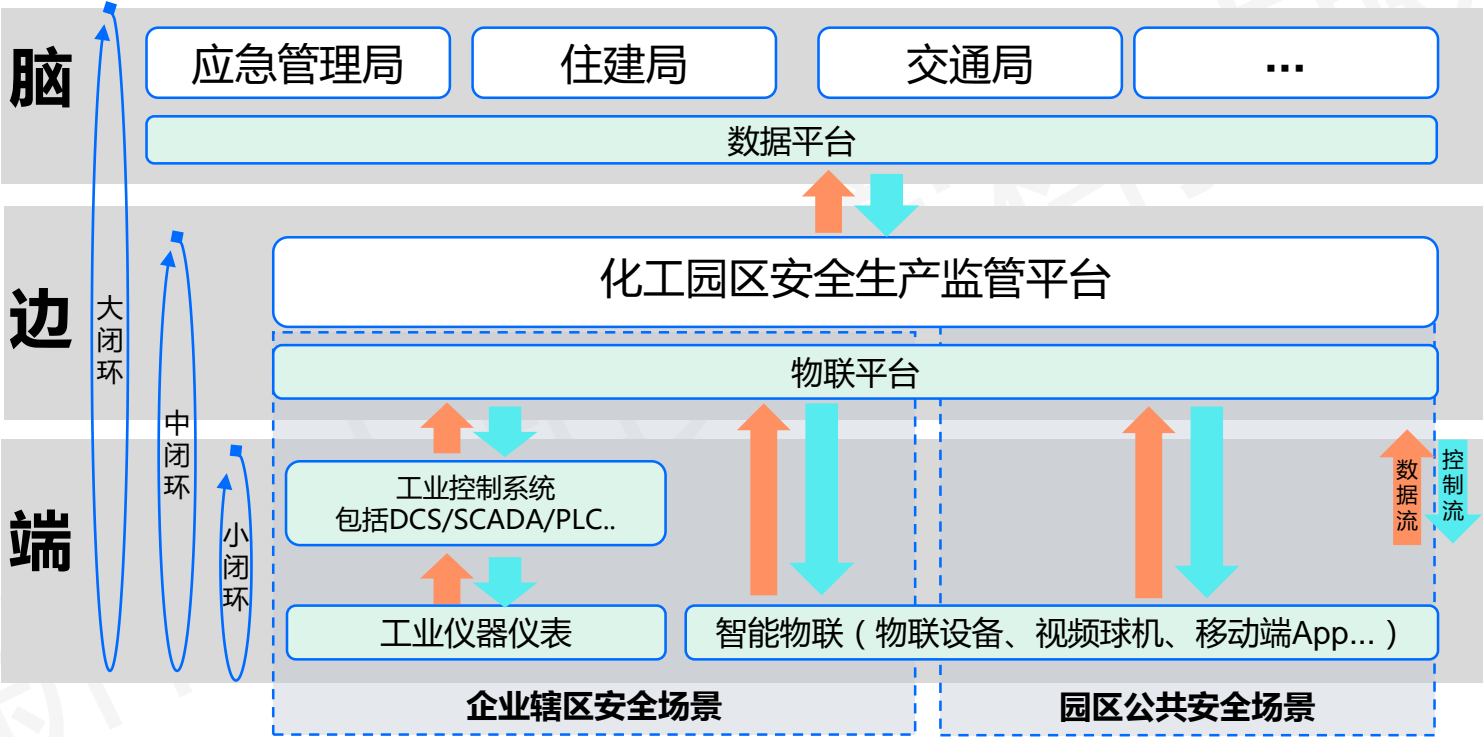 脑
应急管理局
住建局
交通局
...
数据平台
边
化工园区安全生产监管平台
物联平台
大闭环
中闭环
小闭环
端
工业控制系统
包括DCS/SCADA/PLC..
工业仪器仪表
智能物联（物联设备、视频球机、移动端App...）
数据流
控制流
企业辖区安全场景
园区公共安全场景